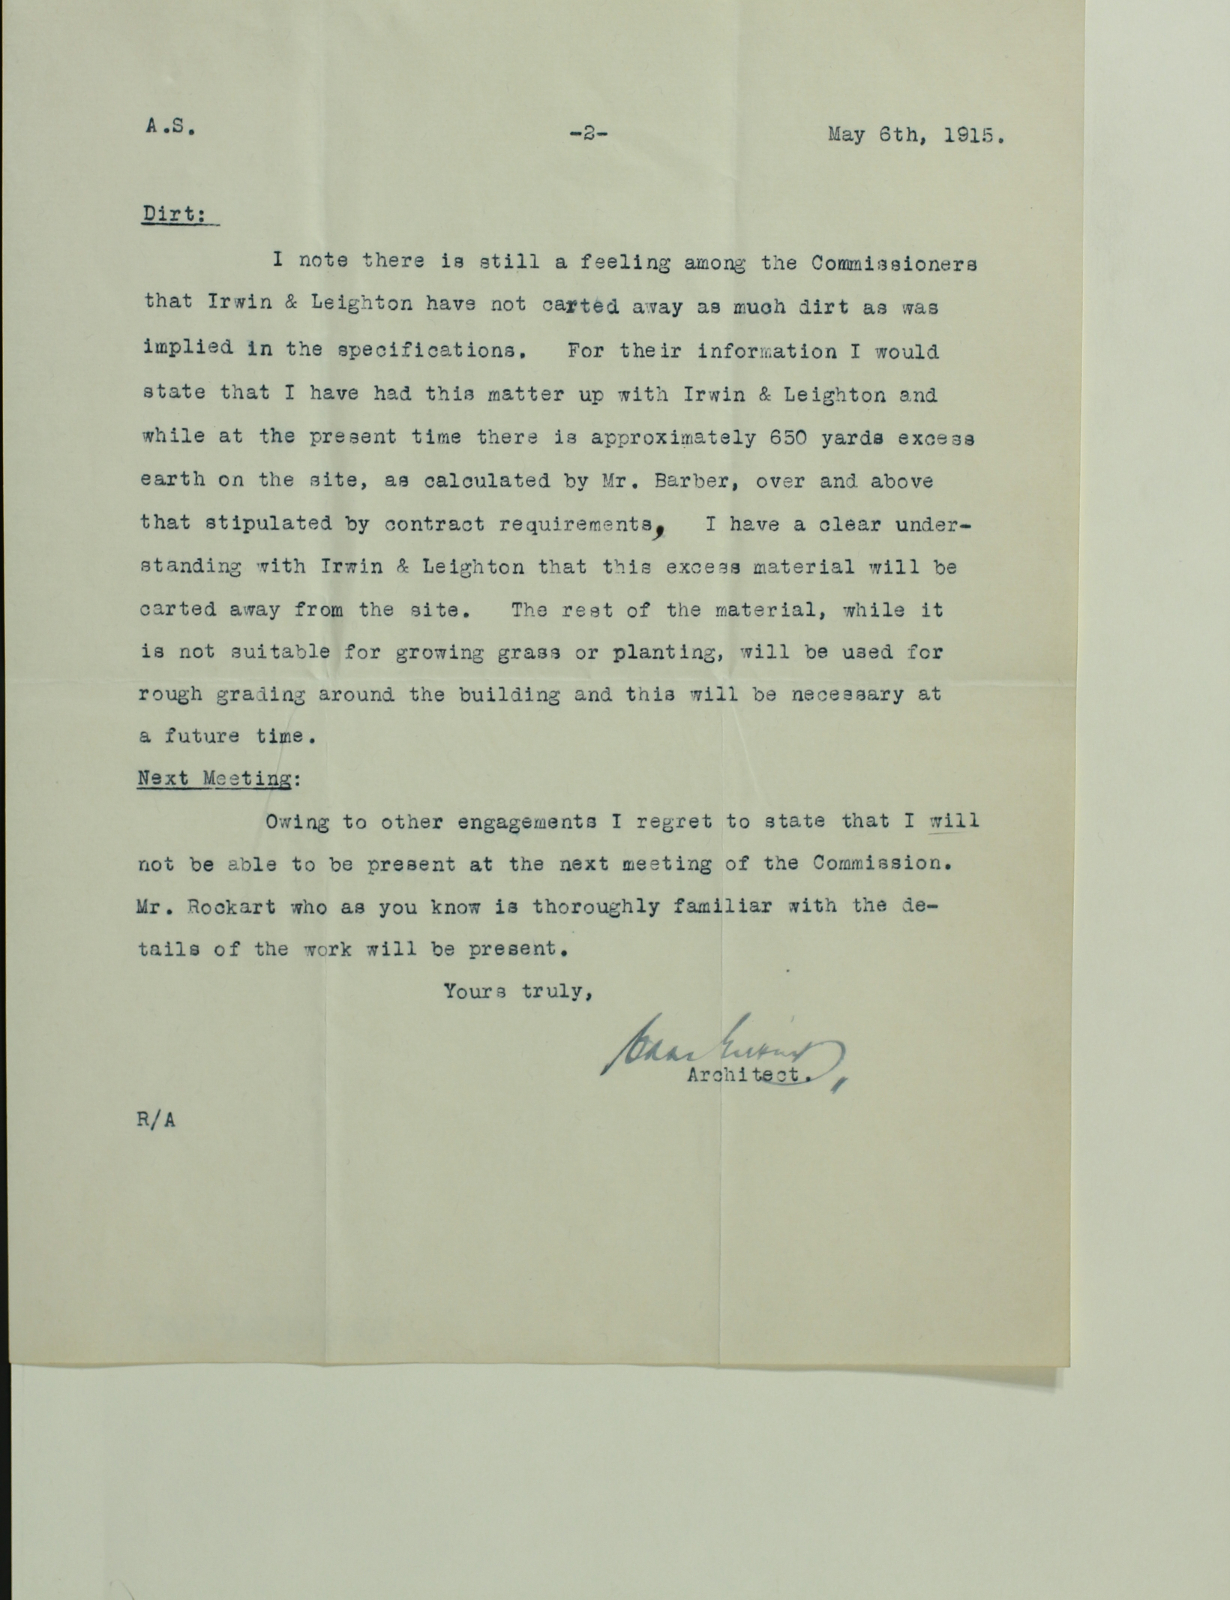 A.S.
-2-
May 6th, 1915.
Dirt:
I note there is still a feeling among the Commissioners
that Irwin & Leighton have not carted away as much dirt as was
implied in the specifications. For their information I would
state that I have had this matter up with Irwin & Leighton and
while at the present time there is approximately 650 yards excess
earth on the site, as calculated by Mr. Barber, over and above
that stipulated by contract requirements, I have a clear under-
standing with Irwin & Leighton that this excess material will be
carted away from the site. The rest of the material, while it
is not suitable for growing grass or planting, will be used for
rough grading around the building and this will be necessary at
a future time.
Next Meeting:
Owing to other engagements I regret to state that I will
not be able to be present at the next meeting of the Commission.
Mr. Rockart who as you know is thoroughly familiar with the de-
tails of the work will be present.
Yours truly,
Architect.
R/A